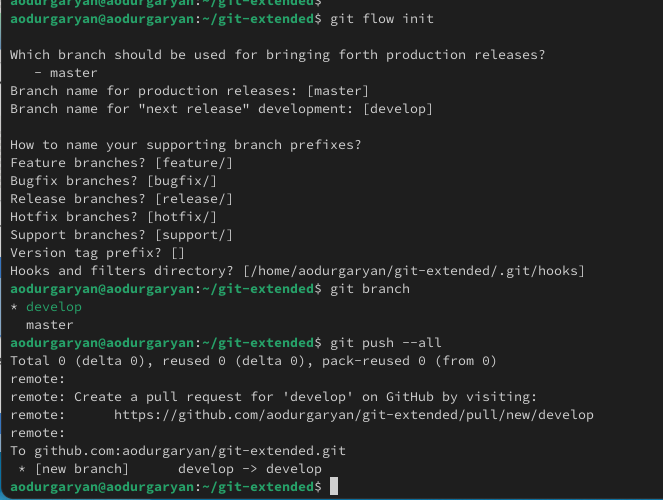 aodurgaryan@aodurgaryan:~/git-extended$
aodurgaryan@aodurgaryan:~/git-extended$ git flow init

Which branch should be used for bringing forth production releases?
   - master
Branch name for production releases: [master]
Branch name for "next release" development: [develop]

How to name your supporting branch prefixes?
Feature branches? [feature/]
Bugfix branches? [bugfix/]
Release branches? [release/]
Hotfix branches? [hotfix/]
Support branches? [support/]
Version tag prefix? []
Hooks and filters directory? [/home/aodurgaryan/git-extended/.git/hooks]
aodurgaryan@aodurgaryan:~/git-extended$ git branch
* develop
  master
aodurgaryan@aodurgaryan:~/git-extended$ git push --all
Total 0 (delta 0), reused 0 (delta 0), pack-reused 0 (from 0)
remote:
remote: Create a pull request for 'develop' on GitHub by visiting:
remote:      https://github.com/aodurgaryan/git-extended/pull/new/develop
remote:
To github.com:aodurgaryan/git-extended.git
 * [new branch]      develop -> develop
aodurgaryan@aodurgaryan:~/git-extended$